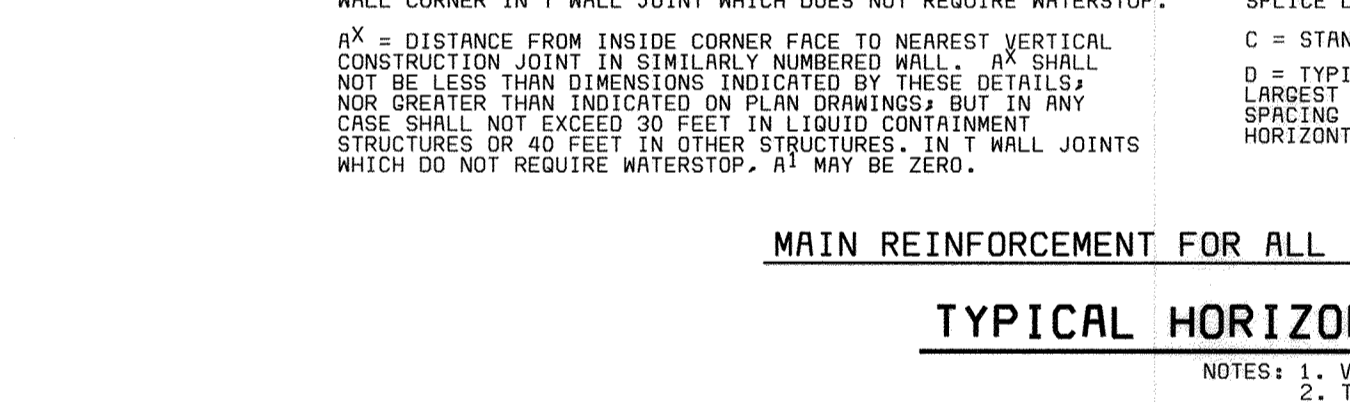 WALL CORNER IN T WALL JOINT WHICH DOES NOT REQUIRE WATERSTOP.
A^X = DISTANCE FROM INSIDE CORNER FACE TO NEAREST VERTICAL
CONSTRUCTION JOINT IN SIMILARLY NUMBERED WALL. A^X SHALL
NOT BE LESS THAN DIMENSIONS INDICATED BY THESE DETAILS;
NOR GREATER THAN INDICATED ON PLAN DRAWINGS; BUT IN ANY
CASE SHALL NOT EXCEED 30 FEET IN LIQUID CONTAINMENT
STRUCTURES OR 40 FEET IN OTHER STRUCTURES. IN T WALL JOINTS
WHICH DO NOT REQUIRE WATERSTOP, A^1 MAY BE ZERO.
SPLICE L
C = STAN
D = TYPI
LARGEST
SPACING
HORIZONT
MAIN REINFORCEMENT FOR ALL
TYPICAL HORIZO
NOTES: 1. V
2. T